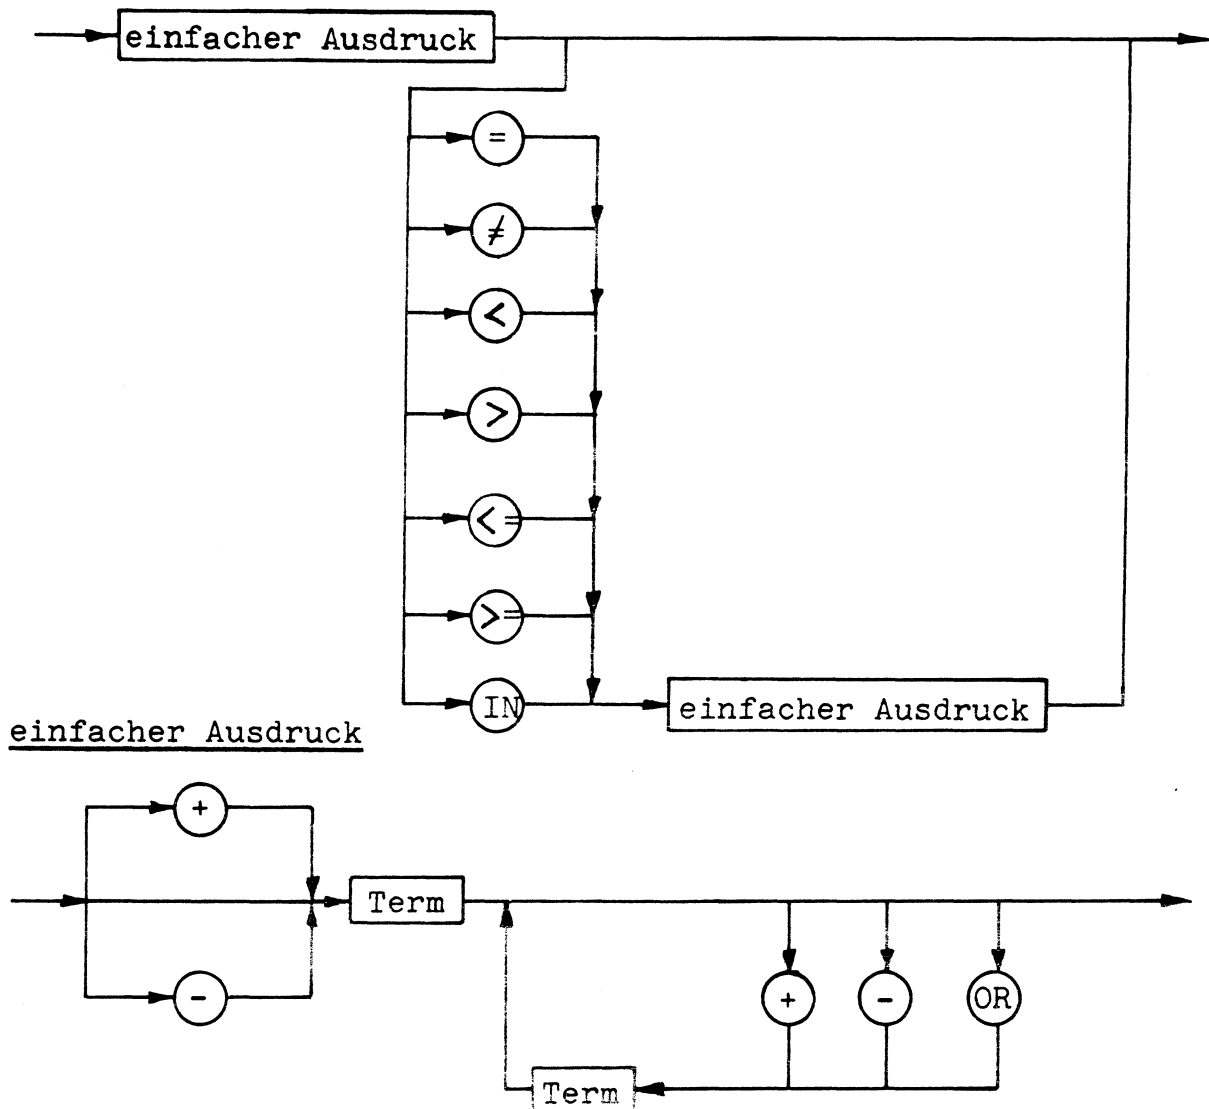 einfacher Ausdruck
=
≠
<
>
<=
>=
IN
einfacher Ausdruck
einfacher Ausdruck
+
Term
-
+
-
OR
Term